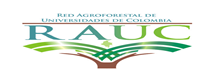 RED AGROFORESTAL DE
UNIVERSIDADES DE COLOMBIA
RAUC